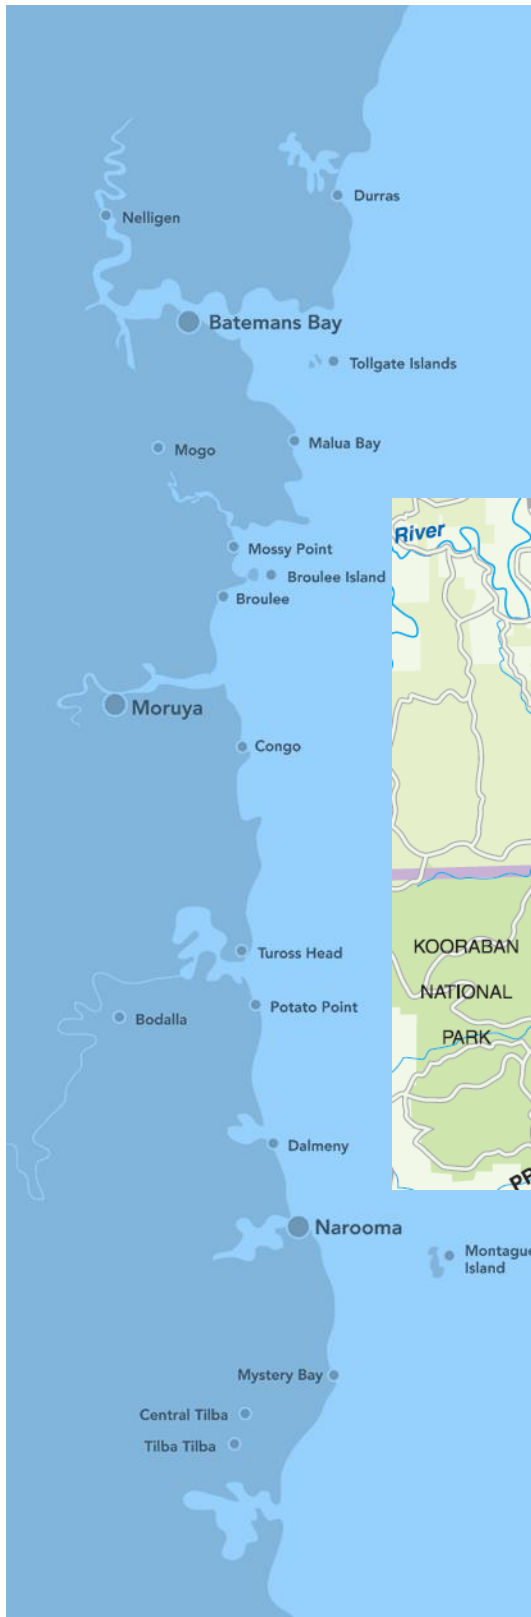 Durras
Nelligen
Batemans Bay
Tollgate Islands
Malua Bay
Mogo
Mossy Point
Broulee Island
Broulee
Moruya
Congo
Tuross Head
Potato Point
Bodalla
Dalmeny
Narooma
Montague
Island
Mystery Bay
Central Tilba
Tilba Tilba
River
KOORABAN
NATIONAL
PARK